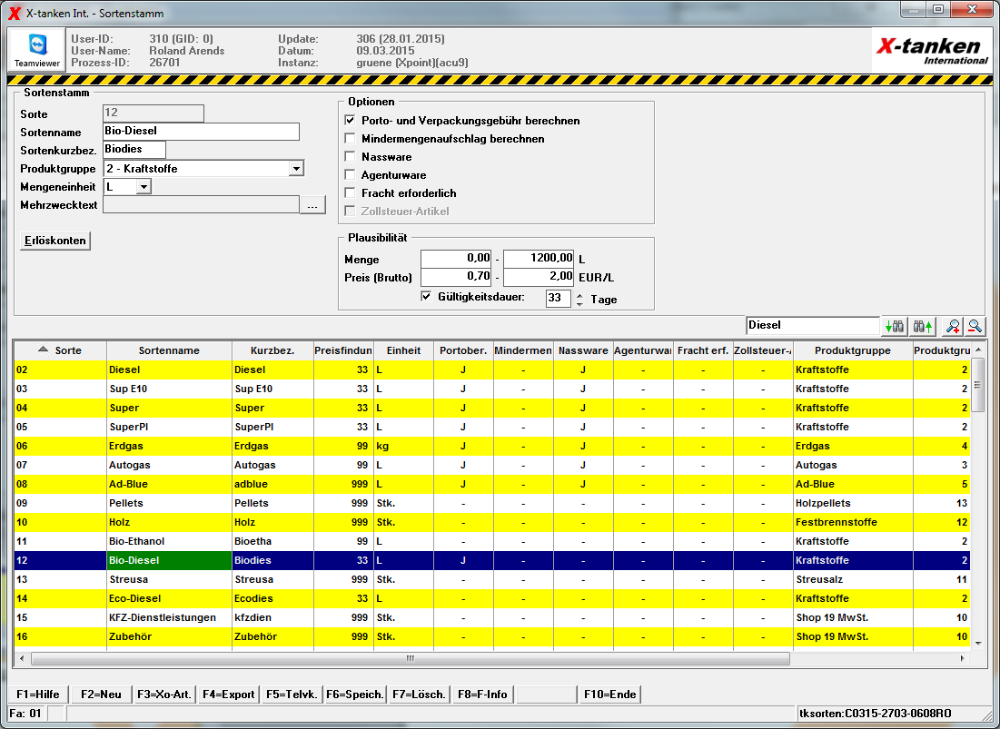 X-tanken Int. - Sortenstamm
Teamviewer
User-ID: 310 (GID: 0) Update: 306 (28.01.2015)
User-Name: Roland Arends Datum: 09.03.2015
Prozess-ID: 26701 Instanz: gruene (Xpoint)(acu9)
X-tanken
International
Sortenstamm
Sorte 12
Sortenname Bio-Diesel
Sortenkurzbez. Biodies
Produktgruppe 2 - Kraftstoffe
Mengeneinheit L
Mehrzwecktext ...
Erlöskonten
Optionen
Porto- und Verpackungsgebühr berechnen
Mindermengenaufschlag berechnen
Nassware
Agenturware
Fracht erforderlich
Zollsteuer-Artikel
Plausibilität
Menge 0,00 - 1200,00 L
Preis (Brutto) 0,70 - 2,00 EUR/L
Gültigkeitsdauer: 33 Tage
Diesel
Sorte Sortenname Kurzbez. Preisfindun Einheit Portober. Mindermen Nassware Agenturwar Fracht erf. Zollsteuer-A Produktgruppe Produktgru
02 Diesel Diesel 33 L J - J - - - Kraftstoffe 2
03 Sup E10 Sup E10 33 L J - J - - - Kraftstoffe 2
04 Super Super 33 L J - J - - - Kraftstoffe 2
05 SuperPl SuperPl 33 L J - J - - - Kraftstoffe 2
06 Erdgas Erdgas 99 kg J - J - - - Erdgas 4
07 Autogas Autogas 99 L J - J - - - Autogas 3
08 Ad-Blue adblue 999 L J - J - - - Ad-Blue 5
09 Pellets Pellets 999 Stk. - - - - - - Holzpellets 13
10 Holz Holz 999 Stk. - - - - - - Festbrennstoffe 12
11 Bio-Ethanol Bioetha 99 L - - - - - - Kraftstoffe 2
12 Bio-Diesel Biodies 33 L J - - - - - Kraftstoffe 2
13 Streusa Streusa 999 Stk. - - - - - - Streusalz 11
14 Eco-Diesel Ecodies 33 L - - - - - - Kraftstoffe 2
15 KFZ-Dienstleistungen kfzdien 999 Stk. - - - - - - Shop 19 MwSt. 10
16 Zubehör Zubehör 999 Stk. - - - - - - Shop 19 MwSt. 10
F1=Hilfe F2=Neu F3=Xo-Art. F4=Export F5=Telvk. F6=Speich. F7=Lösch. F8=F-Info F10=Ende
Fa: 01 tksorten:C0315-2703-0608RO